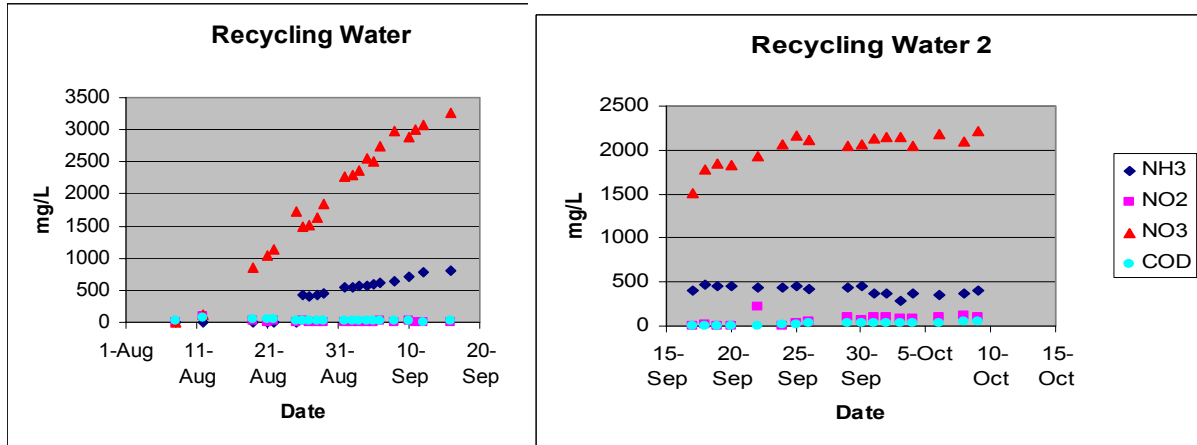 Recycling Water
mg/L
3500
3000
2500
2000
1500
1000
500
0
1-Aug
11-
Aug
21-
Aug
31-
Aug
10-
Sep
20-
Sep
Date
Recycling Water 2
mg/L
2500
2000
1500
1000
500
0
15-
Sep
20-
Sep
25-
Sep
30-
Sep
5-Oct
10-
Oct
15-
Oct
Date
NH3
NO2
NO3
COD